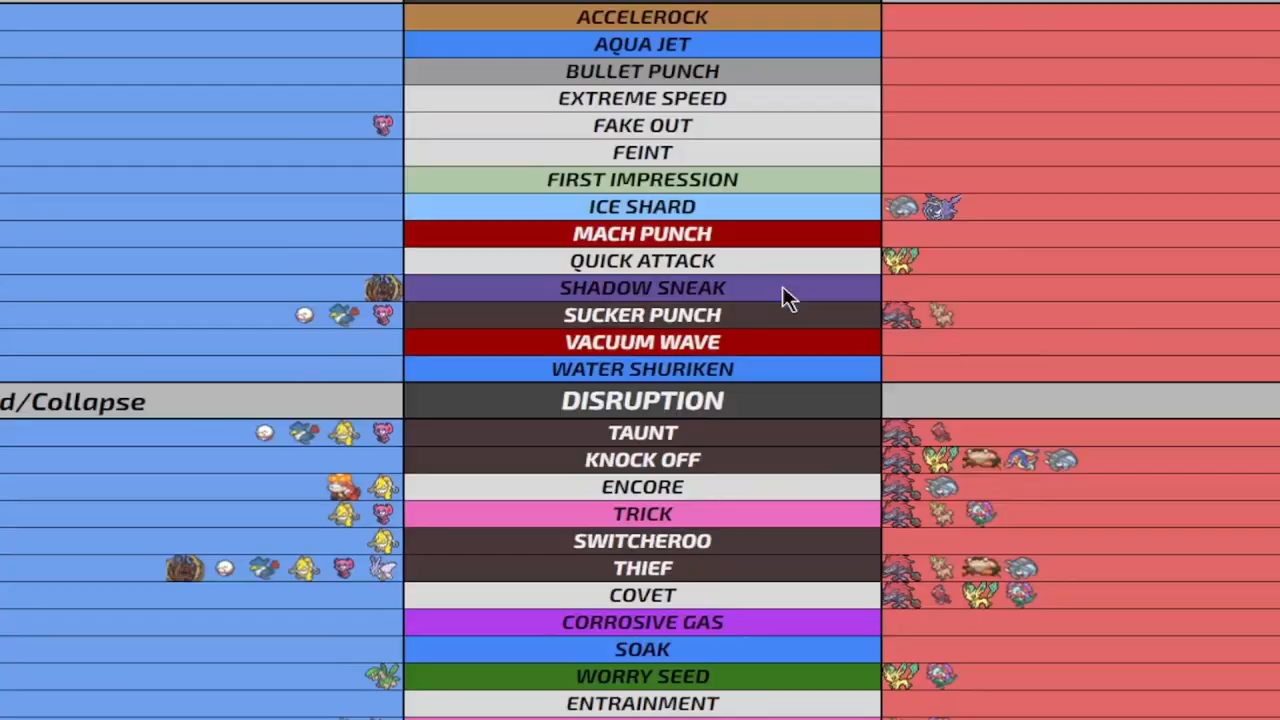 ACCELEROCK
AQUA JET
BULLET PUNCH
EXTREME SPEED
FAKE OUT
FEINT
FIRST IMPRESSION
ICE SHARD
MACH PUNCH
QUICK ATTACK
SHADOW SNEAK
SUCKER PUNCH
VACUUM WAVE
WATER SHURIKEN
d/Collapse DISRUPTION
TAUNT
KNOCK OFF
ENCORE
TRICK
SWITCHEROO
THIEF
COVET
CORROSIVE GAS
SOAK
WORRY SEED
ENTRAINMENT